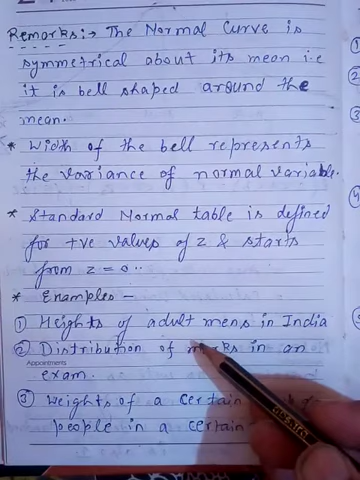 Remarks:→ The Normal Curve is
symmetrical about its mean i.e
it is bell shaped around the
mean.
* Width of the bell represents
the variance of normal variable.
* Standard Normal table is defined
for +ve values of z & starts
from z = 0..
* Examples –
① Heights of adult mens in India
② Distribution of marks in an
Appointments
exam.
③ Weights of a certain
people in a certain